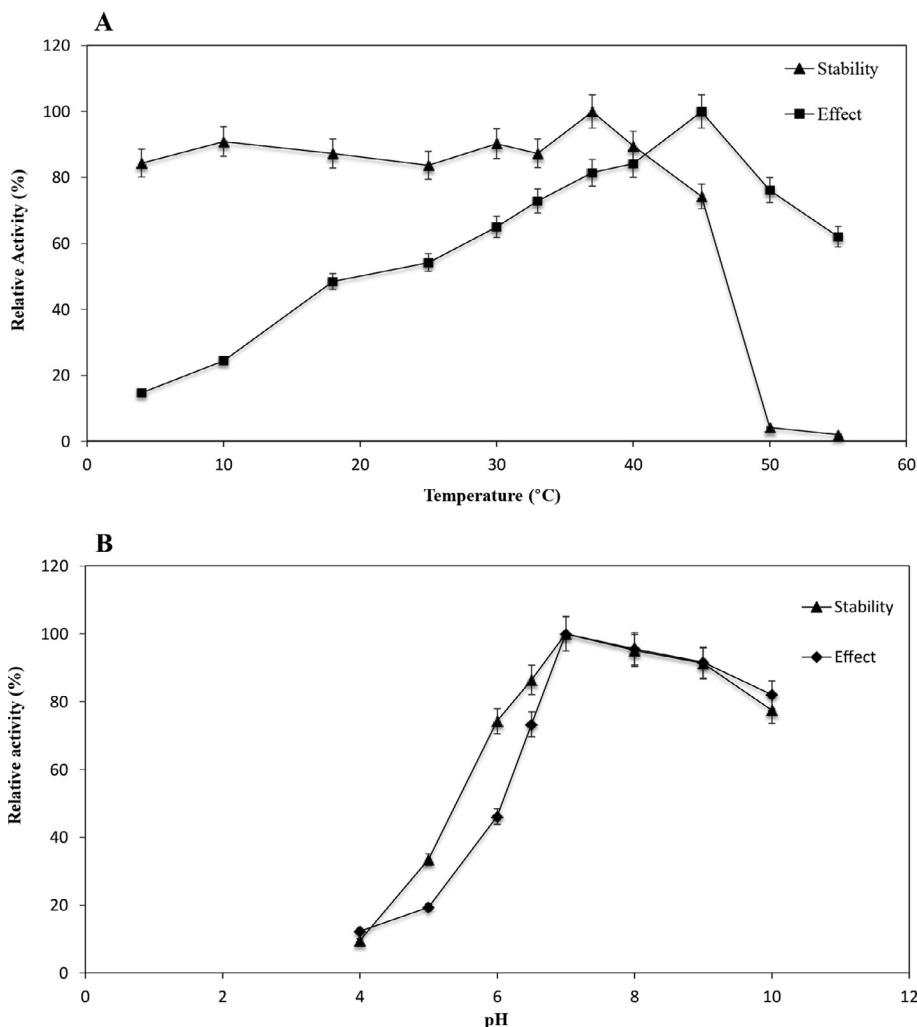 A
120
100
80
60
40
20
0
Relative Activity (%)
Stability
Effect
0 10 20 30 40 50 60
Temperature (°C)
B
120
100
80
60
40
20
0
Relative activity (%)
Stability
Effect
0 2 4 6 8 10 12
pH